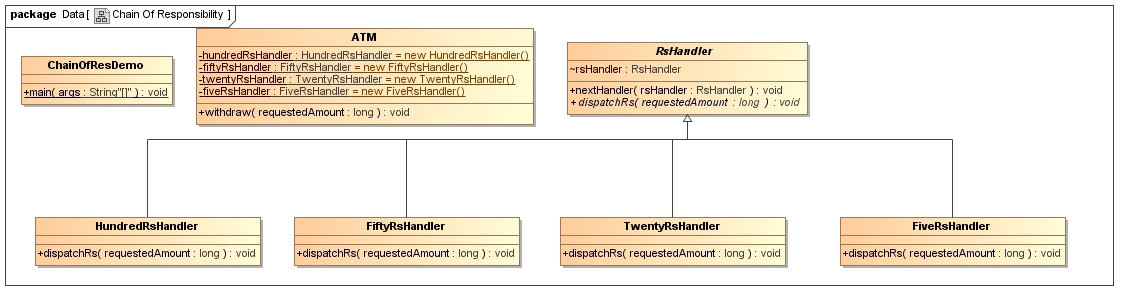 package Data [ Chain Of Responsibility ]
ChainOfResDemo
+main( args : String"[]" ) : void
ATM
-hundredRsHandler : HundredRsHandler = new HundredRsHandler()
-fiftyRsHandler : FiftyRsHandler = new FiftyRsHandler()
-twentyRsHandler : TwentyRsHandler = new TwentyRsHandler()
-fiveRsHandler : FiveRsHandler = new FiveRsHandler()
+withdraw( requestedAmount : long ) : void
RsHandler
~rsHandler : RsHandler
+nextHandler( rsHandler : RsHandler ) : void
+dispatchRs( requestedAmount : long ) : void
HundredRsHandler
+dispatchRs( requestedAmount : long ) : void
FiftyRsHandler
+dispatchRs( requestedAmount : long ) : void
TwentyRsHandler
+dispatchRs( requestedAmount : long ) : void
FiveRsHandler
+dispatchRs( requestedAmount : long ) : void